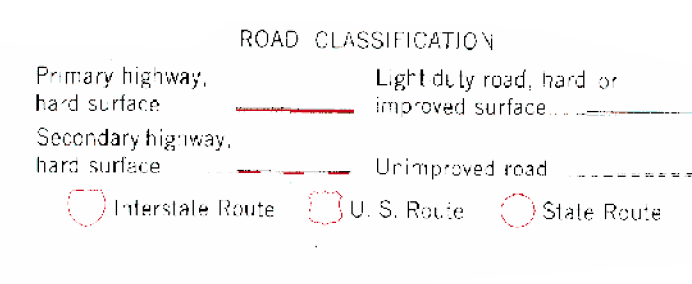 ROAD CLASSIFICATION
Primary highway,
hard surface
Light duty road, hard or
improved surface
Secondary highway,
hard surface
Unimproved road
Interstate Route
U. S. Route
State Route